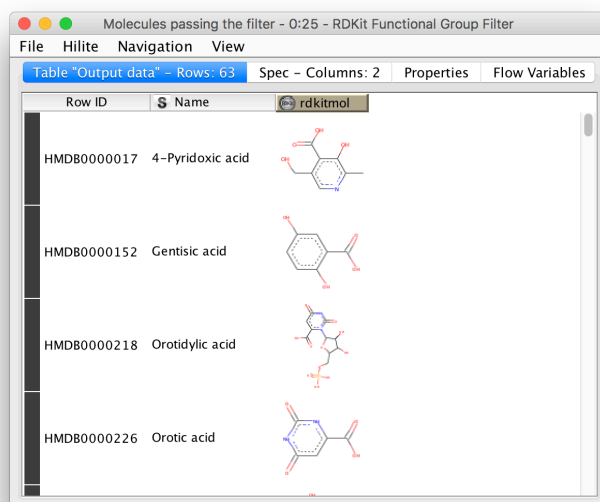 Molecules passing the filter - 0:25 - RDKit Functional Group Filter
File Hilite Navigation View
Table "Output data" - Rows: 63 Spec - Columns: 2 Properties Flow Variables
Row ID S Name rdkitmol
HMDB0000017 4-Pyridoxic acid
HMDB0000152 Gentisic acid
HMDB0000218 Orotidylic acid
HMDB0000226 Orotic acid